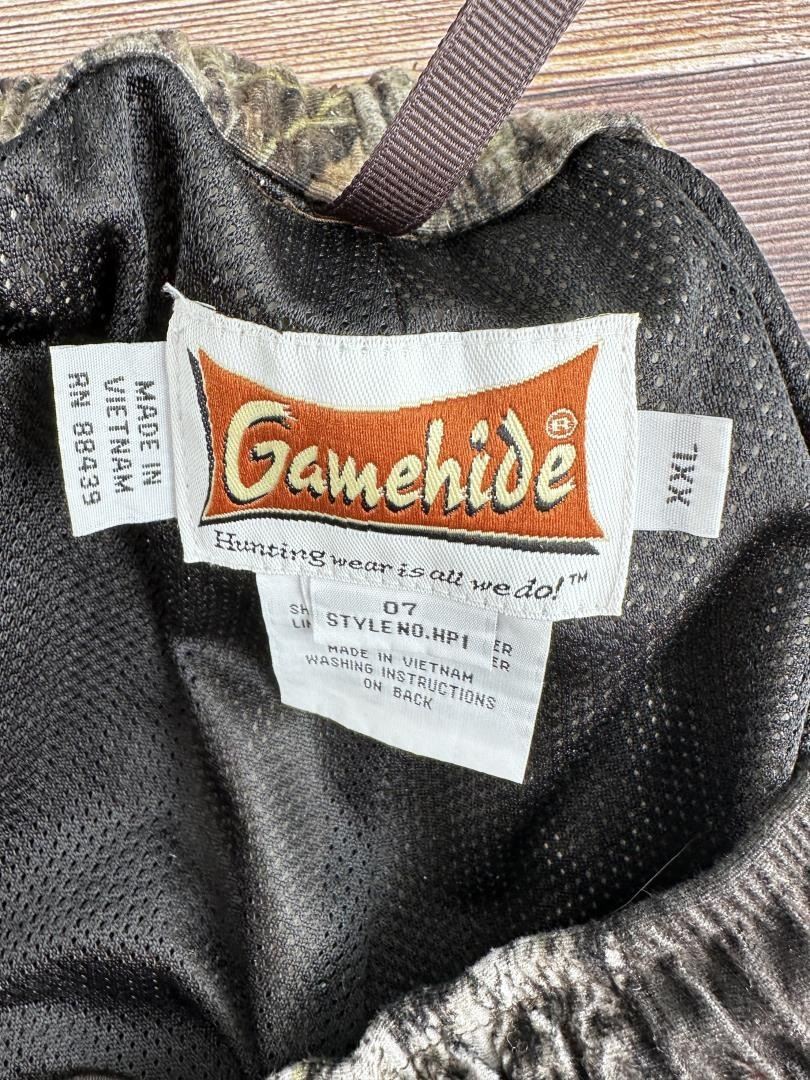 MADE IN
VIETNAM
RN 88439
Gamehide®
Hunting wear is all we do!™
XXL
07
STYLE NO. HP1
MADE IN VIETNAM
WASHING INSTRUCTIONS
ON BACK